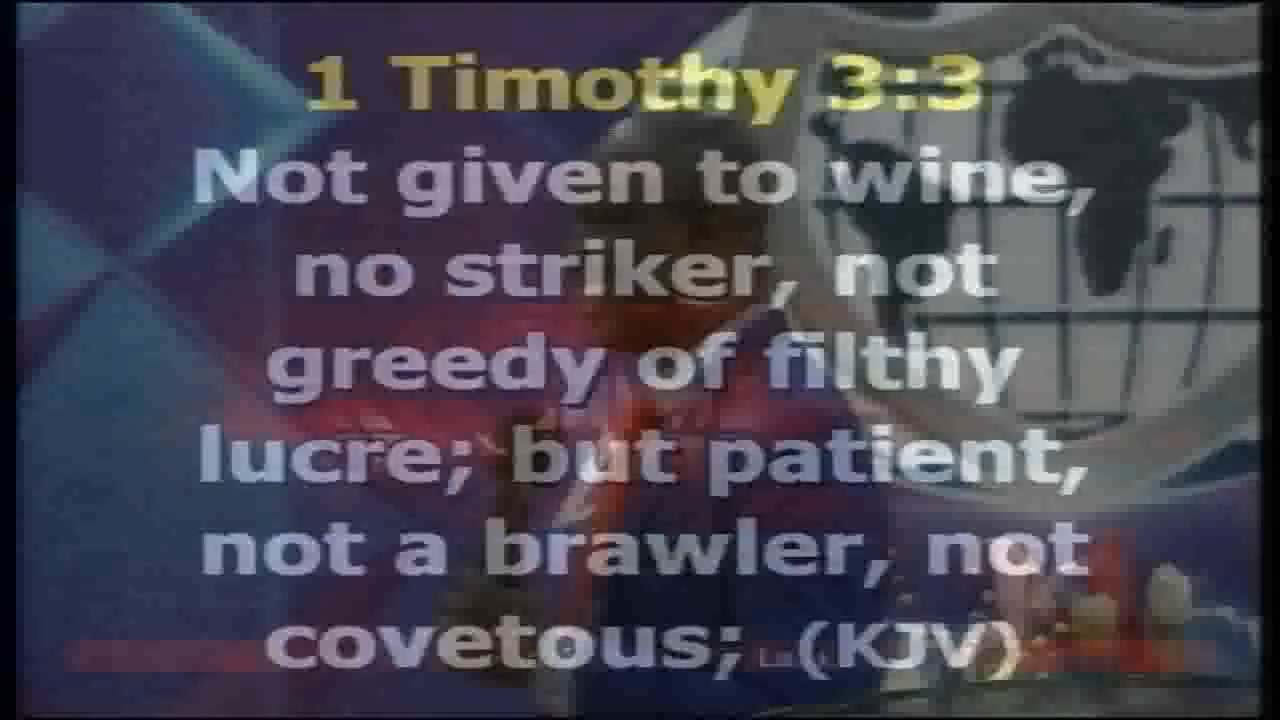 1 Timothy 3:3
Not given to wine,
no striker, not
greedy of filthy
lucre; but patient,
not a brawler, not
covetous; (KJV)